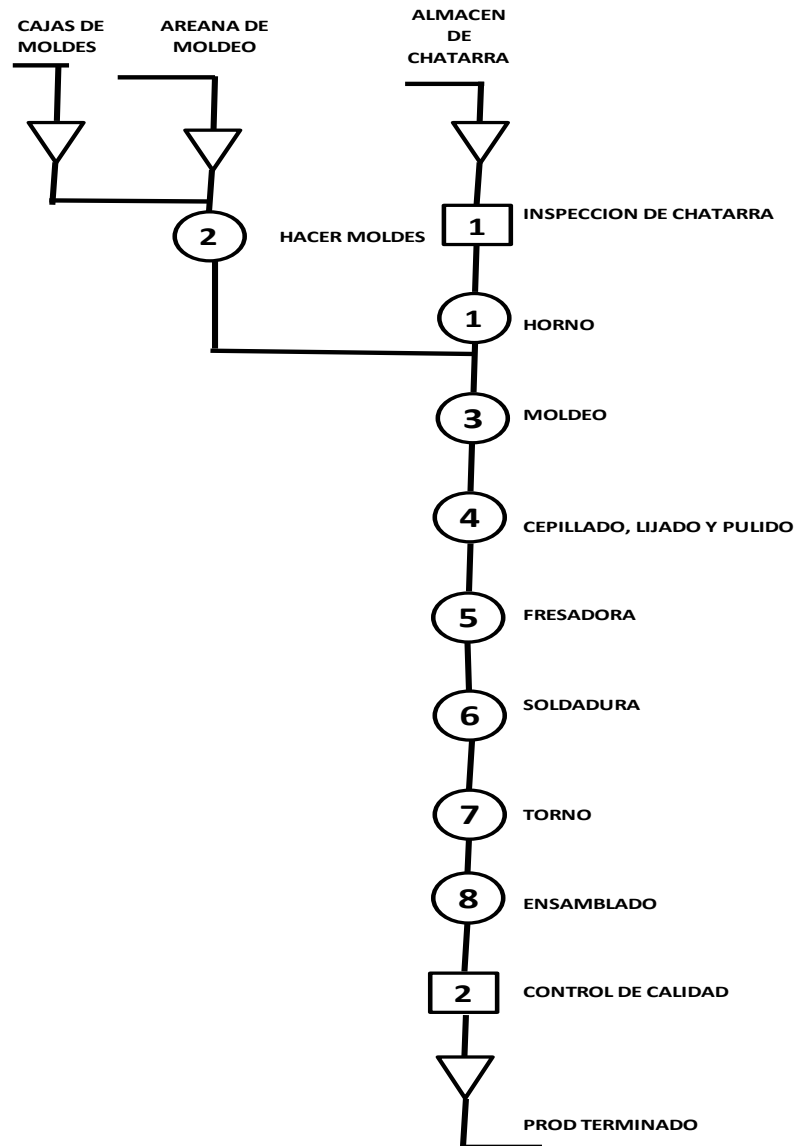 CAJAS DE
MOLDES
AREANA DE
MOLDEO
ALMACEN
DE
CHATARRA
1
INSPECCION DE CHATARRA
2
HACER MOLDES
1
HORNO
3
MOLDEO
4
CEPILLADO, LIJADO Y PULIDO
5
FRESADORA
6
SOLDADURA
7
TORNO
8
ENSAMBLADO
2
CONTROL DE CALIDAD
PROD TERMINADO